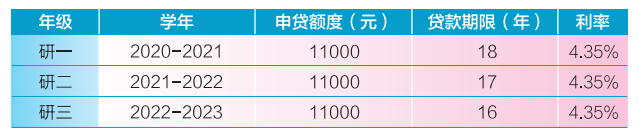 年级 学年 申贷额度（元） 贷款期限（年） 利率
研一 2020-2021 11000 18 4.35%
研二 2021-2022 11000 17 4.35%
研三 2022-2023 11000 16 4.35%